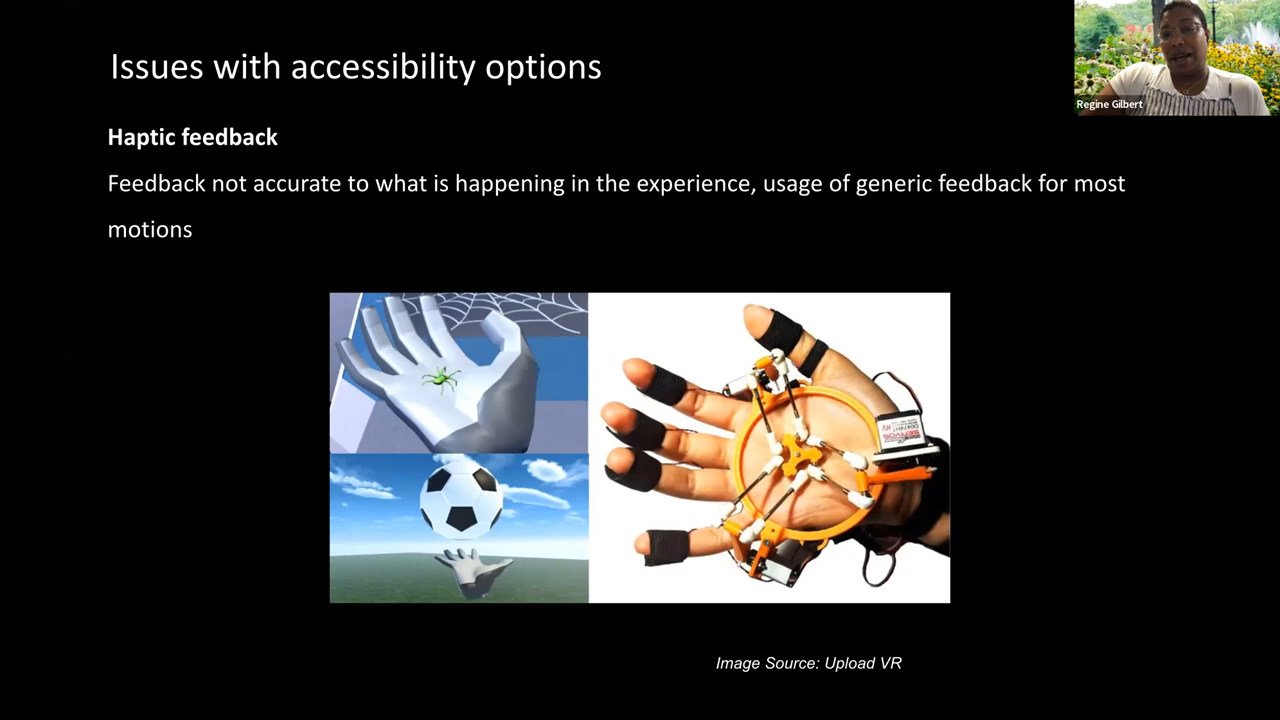 Issues with accessibility options
Regine Gilbert
Haptic feedback
Feedback not accurate to what is happening in the experience, usage of generic feedback for most
motions
Image Source: Upload VR